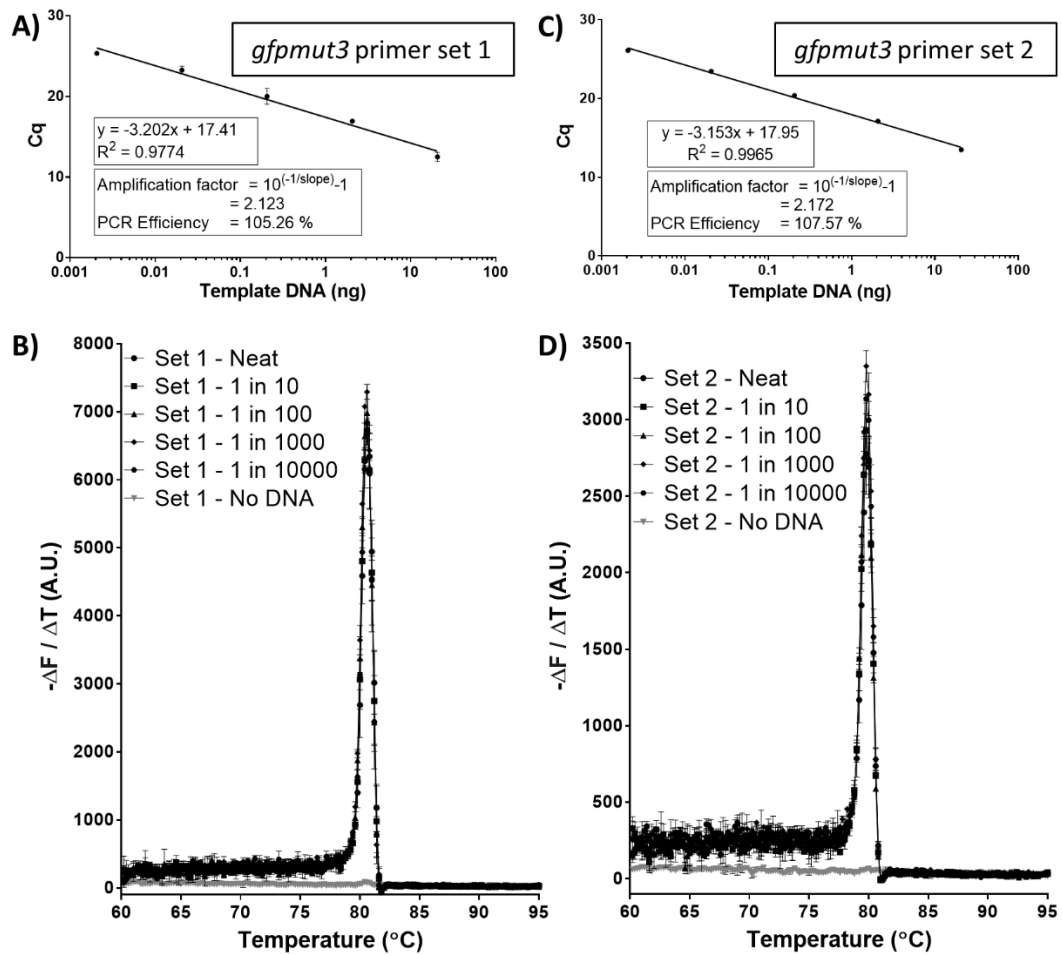 A)
gfpmut3 primer set 1
30
20
10
0
Cq
y = -3.202x + 17.41
R2 = 0.9774
Amplification factor = 10(-1/slope)-1
= 2.123
PCR Efficiency = 105.26 %
0.001 0.01 0.1 1 10 100
Template DNA (ng)
C)
gfpmut3 primer set 2
30
20
10
0
Cq
y = -3.153x + 17.95
R2 = 0.9965
Amplification factor = 10(-1/slope)-1
= 2.172
PCR Efficiency = 107.57 %
0.001 0.01 0.1 1 10 100
Template DNA (ng)
B)
8000
7000
6000
5000
4000
3000
2000
1000
0
-ΔF / ΔT (A.U.)
Set 1 - Neat
Set 1 - 1 in 10
Set 1 - 1 in 100
Set 1 - 1 in 1000
Set 1 - 1 in 10000
Set 1 - No DNA
60 65 70 75 80 85 90 95
Temperature (°C)
D)
3500
3000
2500
2000
1500
1000
500
0
-ΔF / ΔT (A.U.)
Set 2 - Neat
Set 2 - 1 in 10
Set 2 - 1 in 100
Set 2 - 1 in 1000
Set 2 - 1 in 10000
Set 2 - No DNA
60 65 70 75 80 85 90 95
Temperature (°C)